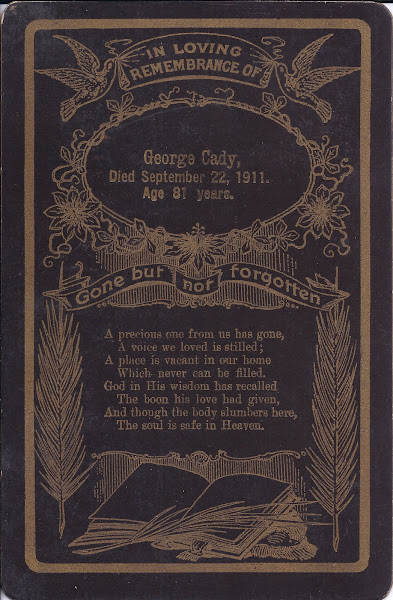 IN LOVING
REMEMBRANCE OF
George Cady,
Died September 22, 1911.
Age 81 years.
Gone but not forgotten
A precious one from us has gone,
A voice we loved is stilled;
A place is vacant in our home
Which never can be filled.
God in His wisdom has recalled
The boon his love had given,
And though the body slumbers here,
The soul is safe in Heaven.